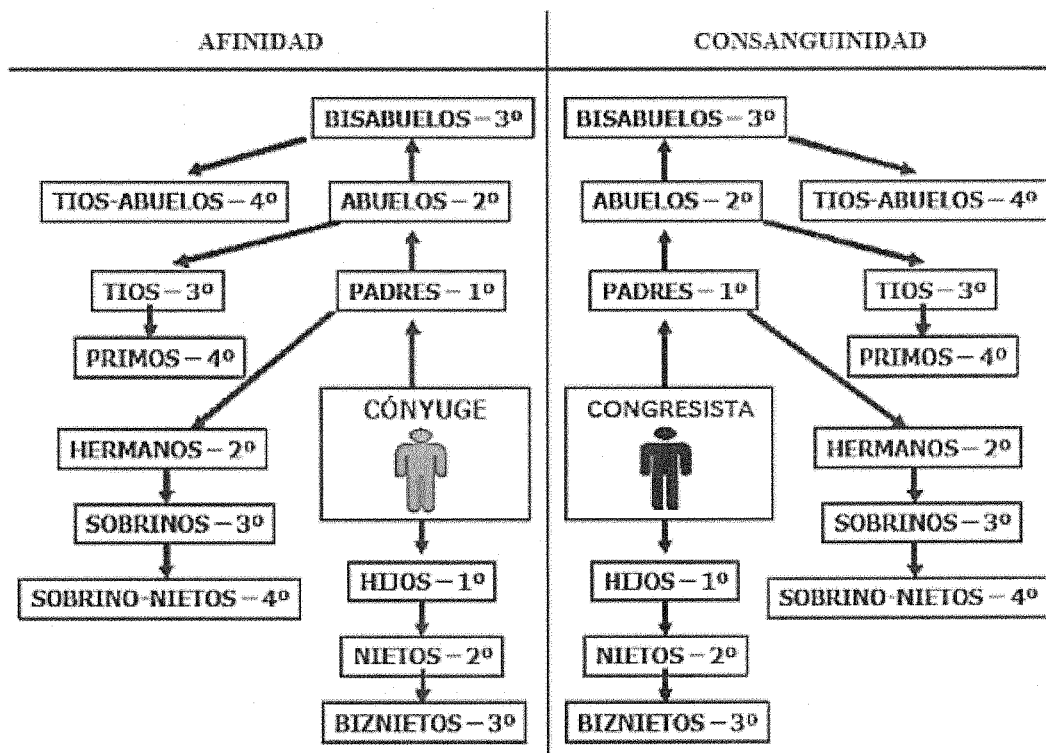 AFINIDAD
BISABUELOS – 3º
TIOS-ABUELOS – 4º
ABUELOS – 2º
TIOS – 3º
PADRES – 1º
PRIMOS – 4º
CÓNYUGE
HERMANOS – 2º
SOBRINOS – 3º
SOBRINO-NIETOS – 4º
HIJOS – 1º
NIETOS – 2º
BIZNIETOS – 3º
CONSANGUINIDAD
BISABUELOS – 3º
ABUELOS – 2º
TIOS-ABUELOS – 4º
PADRES – 1º
TIOS – 3º
PRIMOS – 4º
CONGRESISTA
HERMANOS – 2º
SOBRINOS – 3º
HIJOS – 1º
SOBRINO-NIETOS – 4º
NIETOS – 2º
BIZNIETOS – 3º